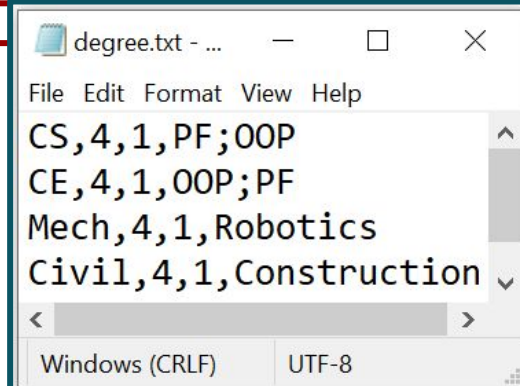 degree.txt - ...
File Edit Format View Help
CS,4,1,PF;OOP
CE,4,1,OOP;PF
Mech,4,1,Robotics
Civil,4,1,Construction
Windows (CRLF) UTF-8